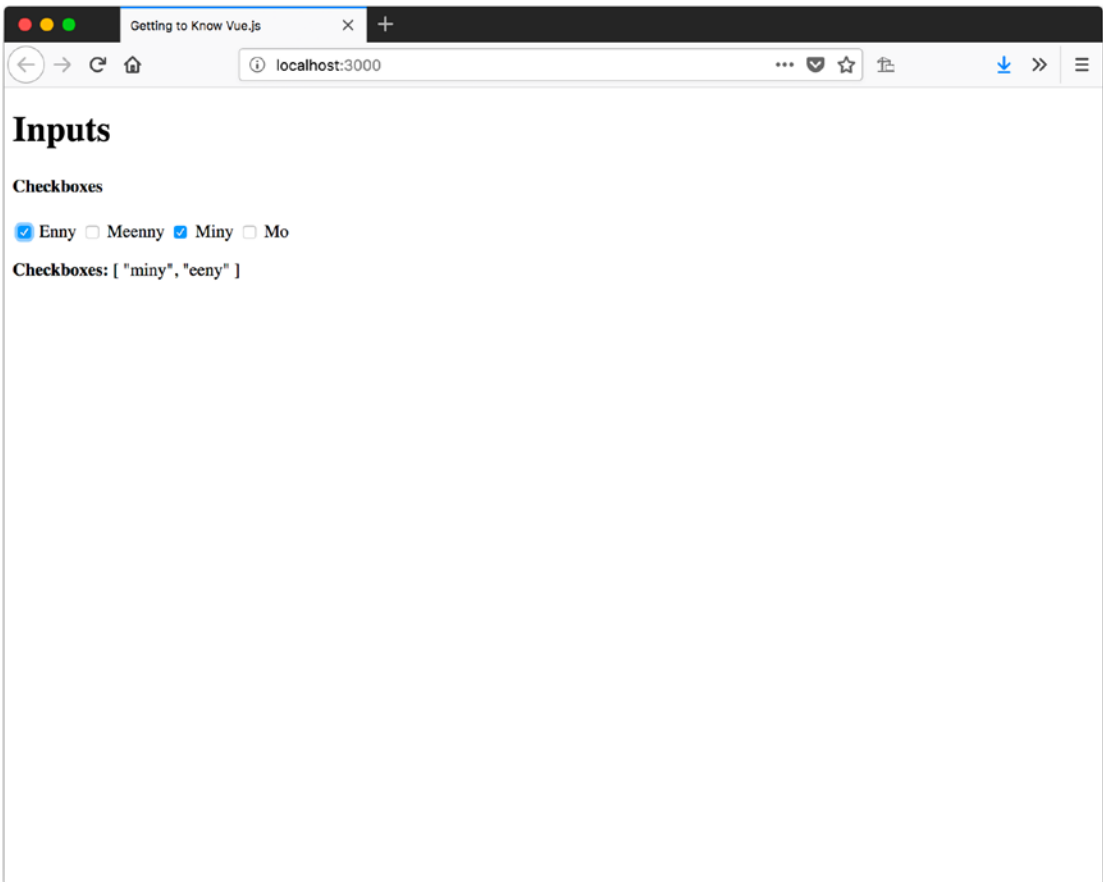 Getting to Know Vue.js
localhost:3000
Inputs
Checkboxes
Enny Meenny Miny Mo
Checkboxes: [ "miny", "eeny" ]